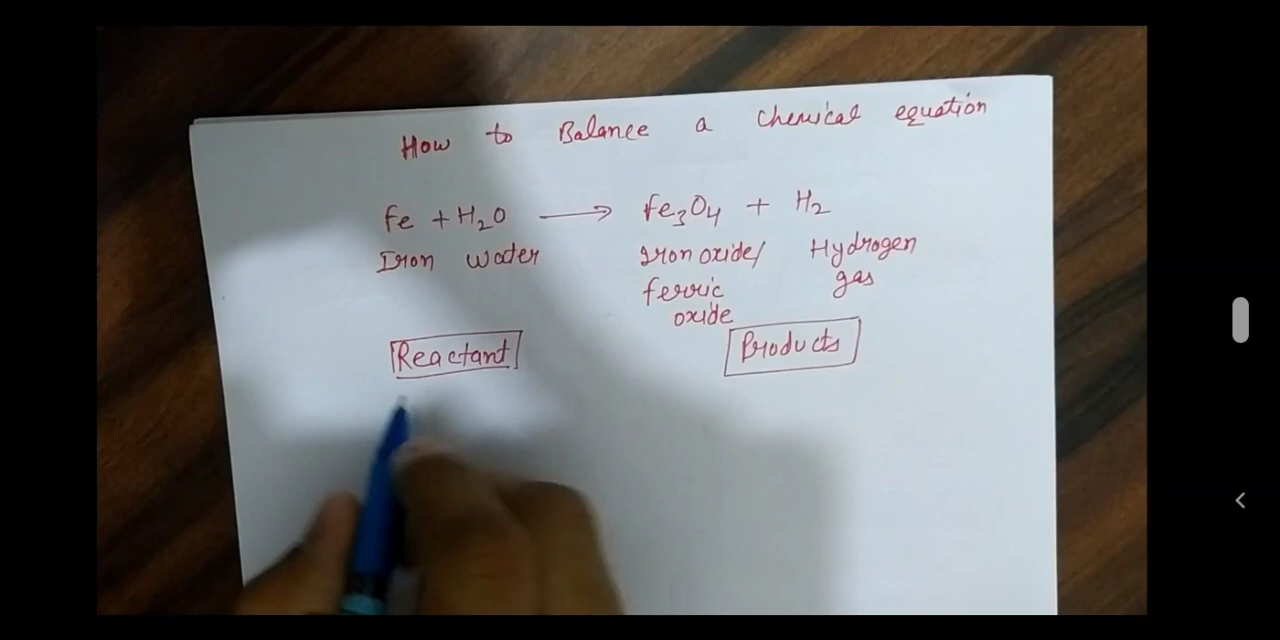 How to Balance a Chemical equation
Fe + H₂O ⟶ Fe₃O₄ + H₂
Iron water Iron oxide/ Hydrogen
ferric gas
oxide
Reactant Products